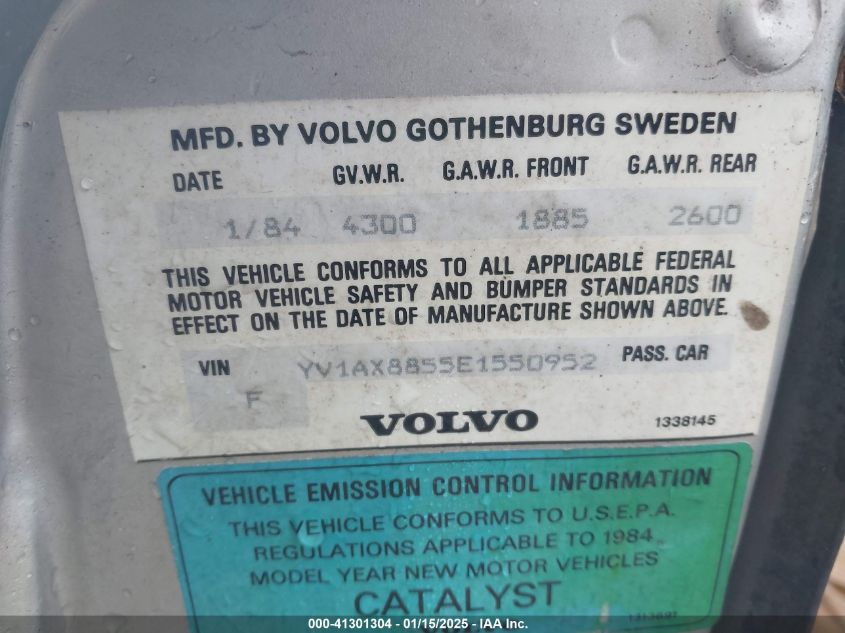 MFD. BY VOLVO GOTHENBURG SWEDEN
DATE GV.W.R. G.A.W.R. FRONT G.A.W.R. REAR
1/84 4300 1885 2600
THIS VEHICLE CONFORMS TO ALL APPLICABLE FEDERAL
MOTOR VEHICLE SAFETY AND BUMPER STANDARDS IN
EFFECT ON THE DATE OF MANUFACTURE SHOWN ABOVE.
VIN YV1AX8855E1550952 PASS. CAR
F
VOLVO 1338145
VEHICLE EMISSION CONTROL INFORMATION
THIS VEHICLE CONFORMS TO U.S.E.P.A.
REGULATIONS APPLICABLE TO 1984
MODEL YEAR NEW MOTOR VEHICLES
CATALYST
000-41301304 - 01/15/2025 - IAA Inc.